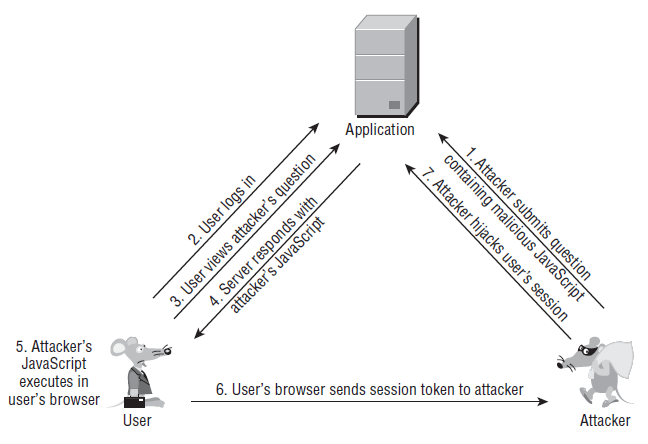 Application
1. Attacker submits question
containing malicious JavaScript
7. Attacker hijacks user's session
2. User logs in
3. User views attacker's question
4. Server responds with
attacker's JavaScript
5. Attacker's
JavaScript
executes in
user's browser
6. User's browser sends session token to attacker
User
Attacker